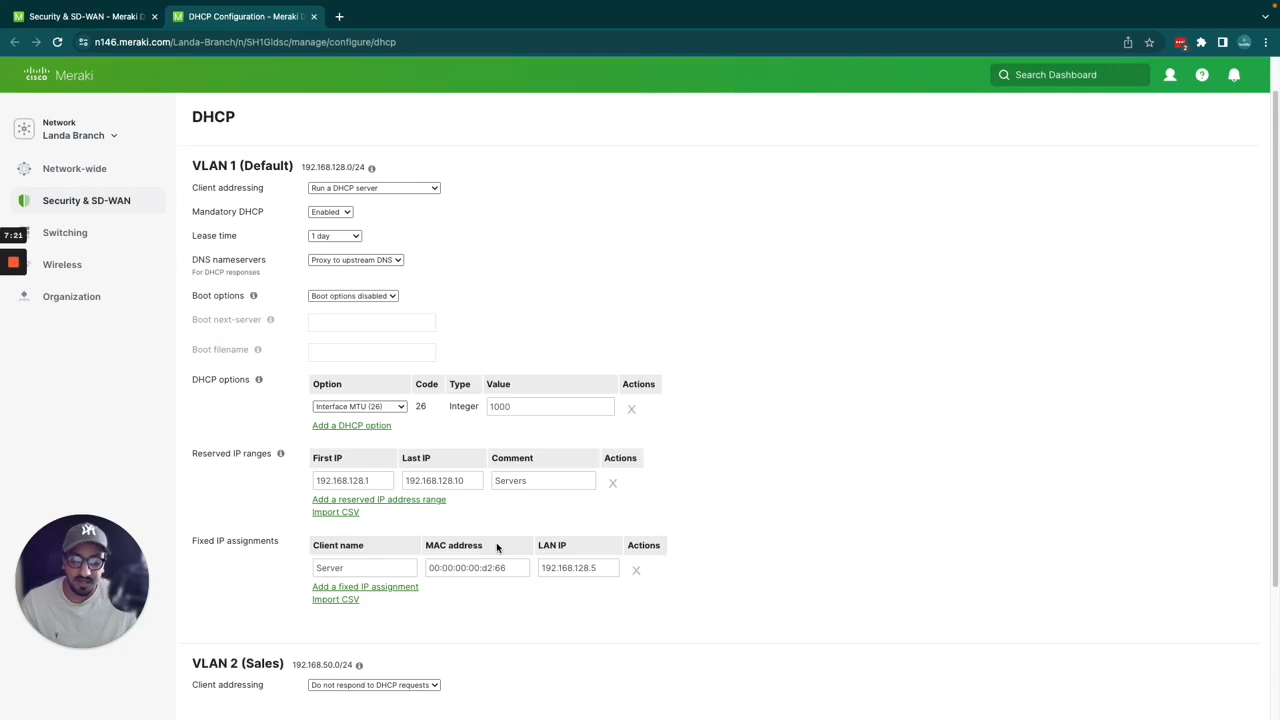 Security & SD-WAN - Meraki D
DHCP Configuration - Meraki D
n146.meraki.com/Landa-Branch/n/SH1Gldsc/manage/configure/dhcp
2
CISCO Meraki
Search Dashboard
Network
Landa Branch
Network-wide
Security & SD-WAN
7:21
Switching
Wireless
Organization
DHCP
VLAN 1 (Default) 192.168.128.0/24
Client addressing Run a DHCP server
Mandatory DHCP Enabled
Lease time 1 day
DNS nameservers Proxy to upstream DNS
For DHCP responses
Boot options Boot options disabled
Boot next-server
Boot filename
DHCP options Option Code Type Value Actions
Interface MTU (26) 26 Integer 1000 X
Add a DHCP option
Reserved IP ranges First IP Last IP Comment Actions
192.168.128.1 192.168.128.10 Servers X
Add a reserved IP address range
Import CSV
Fixed IP assignments Client name MAC address LAN IP Actions
Server 00:00:00:00:d2:66 192.168.128.5 X
Add a fixed IP assignment
Import CSV
VLAN 2 (Sales) 192.168.50.0/24
Client addressing Do not respond to DHCP requests